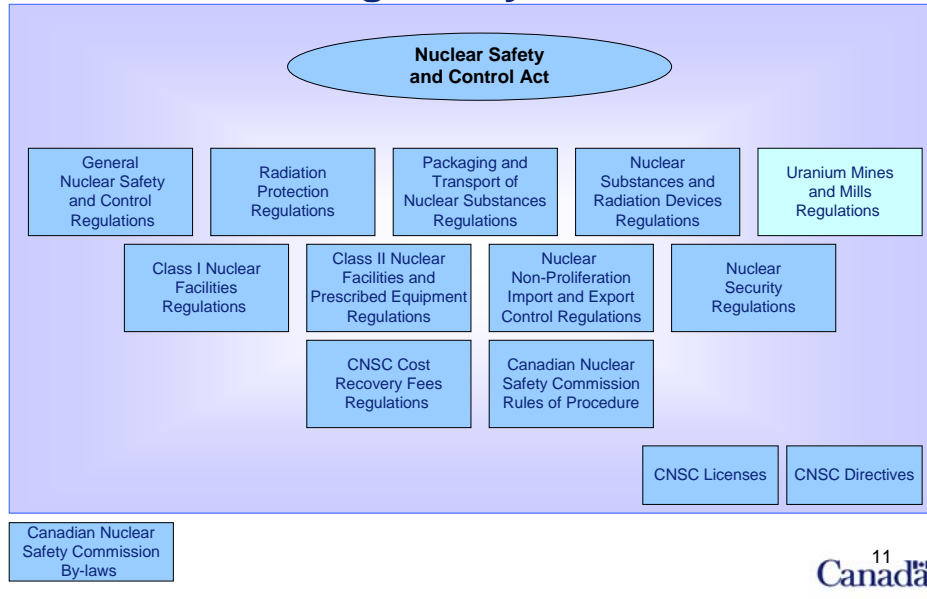 Nuclear Safety
and Control Act
General
Nuclear Safety
and Control
Regulations
Radiation
Protection
Regulations
Packaging and
Transport of
Nuclear Substances
Regulations
Nuclear
Substances and
Radiation Devices
Regulations
Uranium Mines
and Mills
Regulations
Class I Nuclear
Facilities
Regulations
Class II Nuclear
Facilities and
Prescribed Equipment
Regulations
Nuclear
Non-Proliferation
Import and Export
Control Regulations
Nuclear
Security
Regulations
CNSC Cost
Recovery Fees
Regulations
Canadian Nuclear
Safety Commission
Rules of Procedure
CNSC Licenses
CNSC Directives
Canadian Nuclear
Safety Commission
By-laws
11
Canada